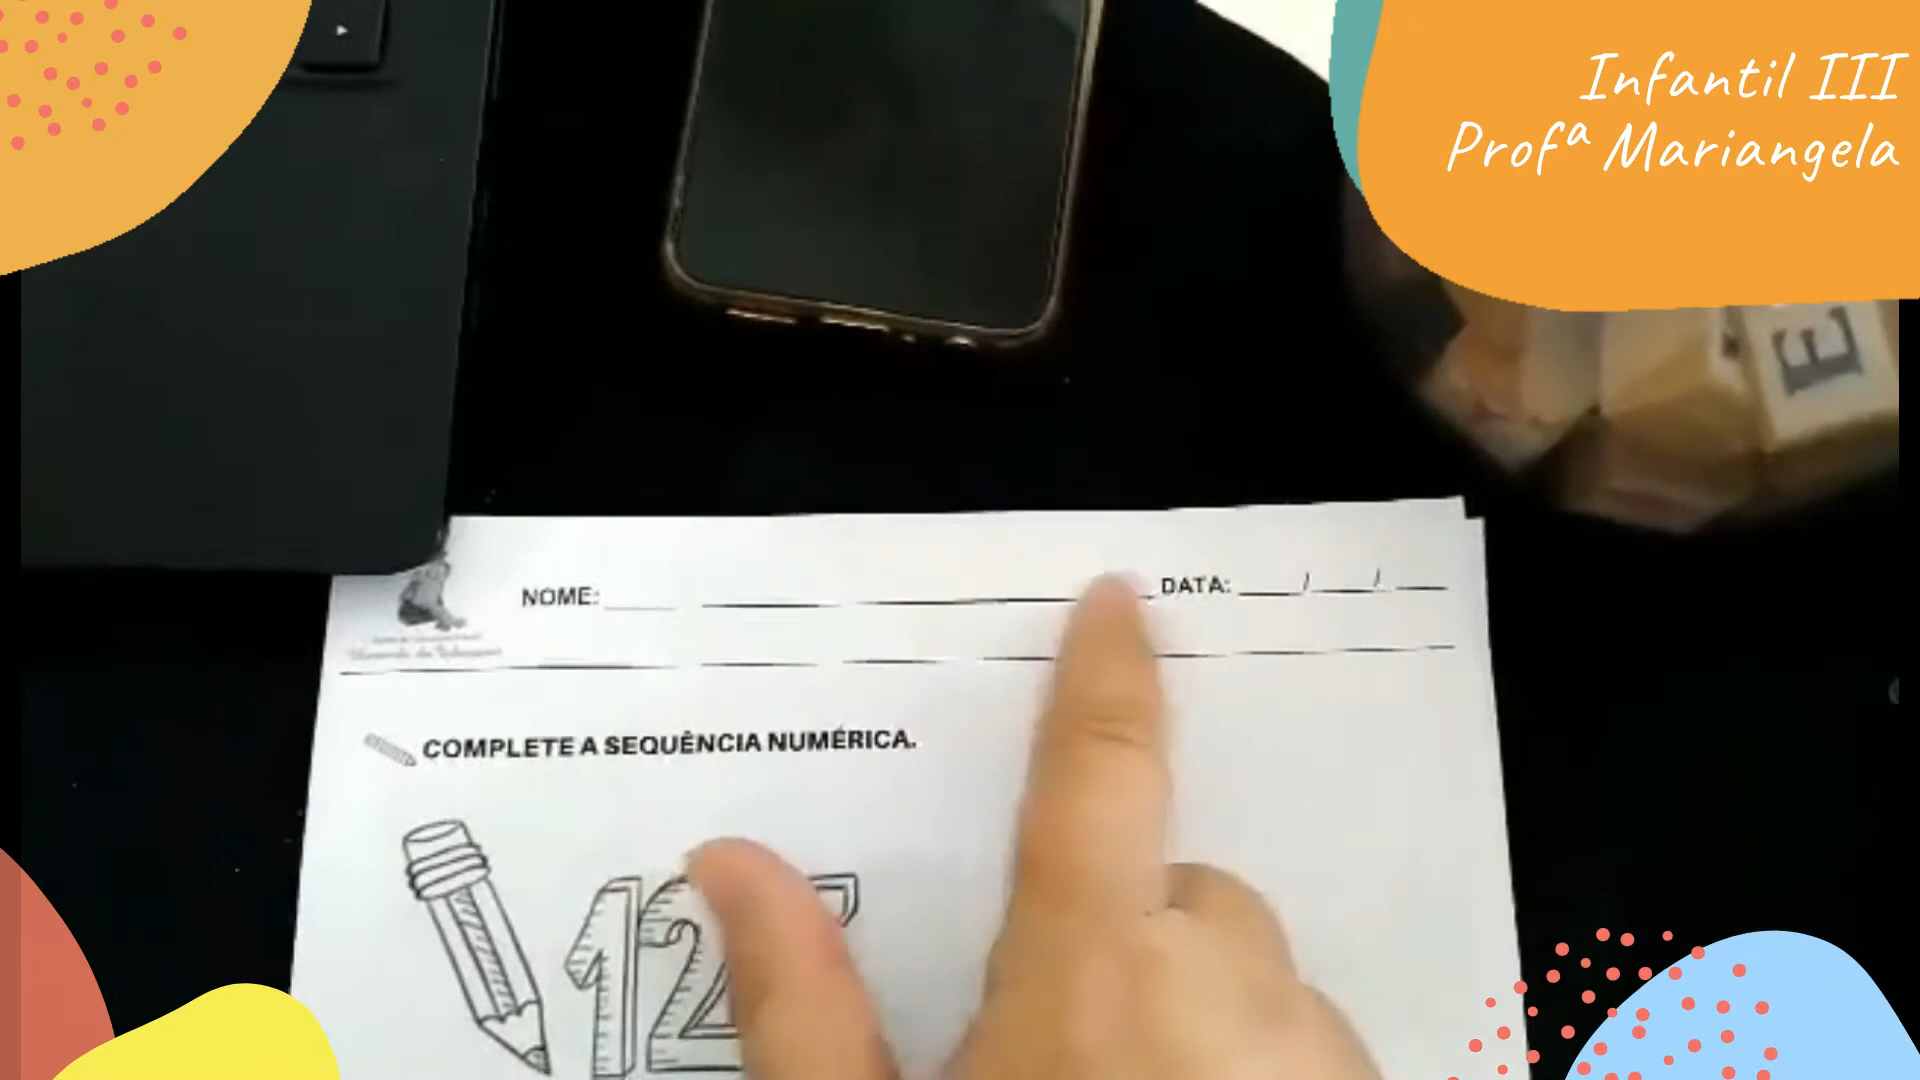 Infantil III
Profª Mariangela
E
NOME: DATA: / /
COMPLETE A SEQUÊNCIA NUMÉRICA.
12